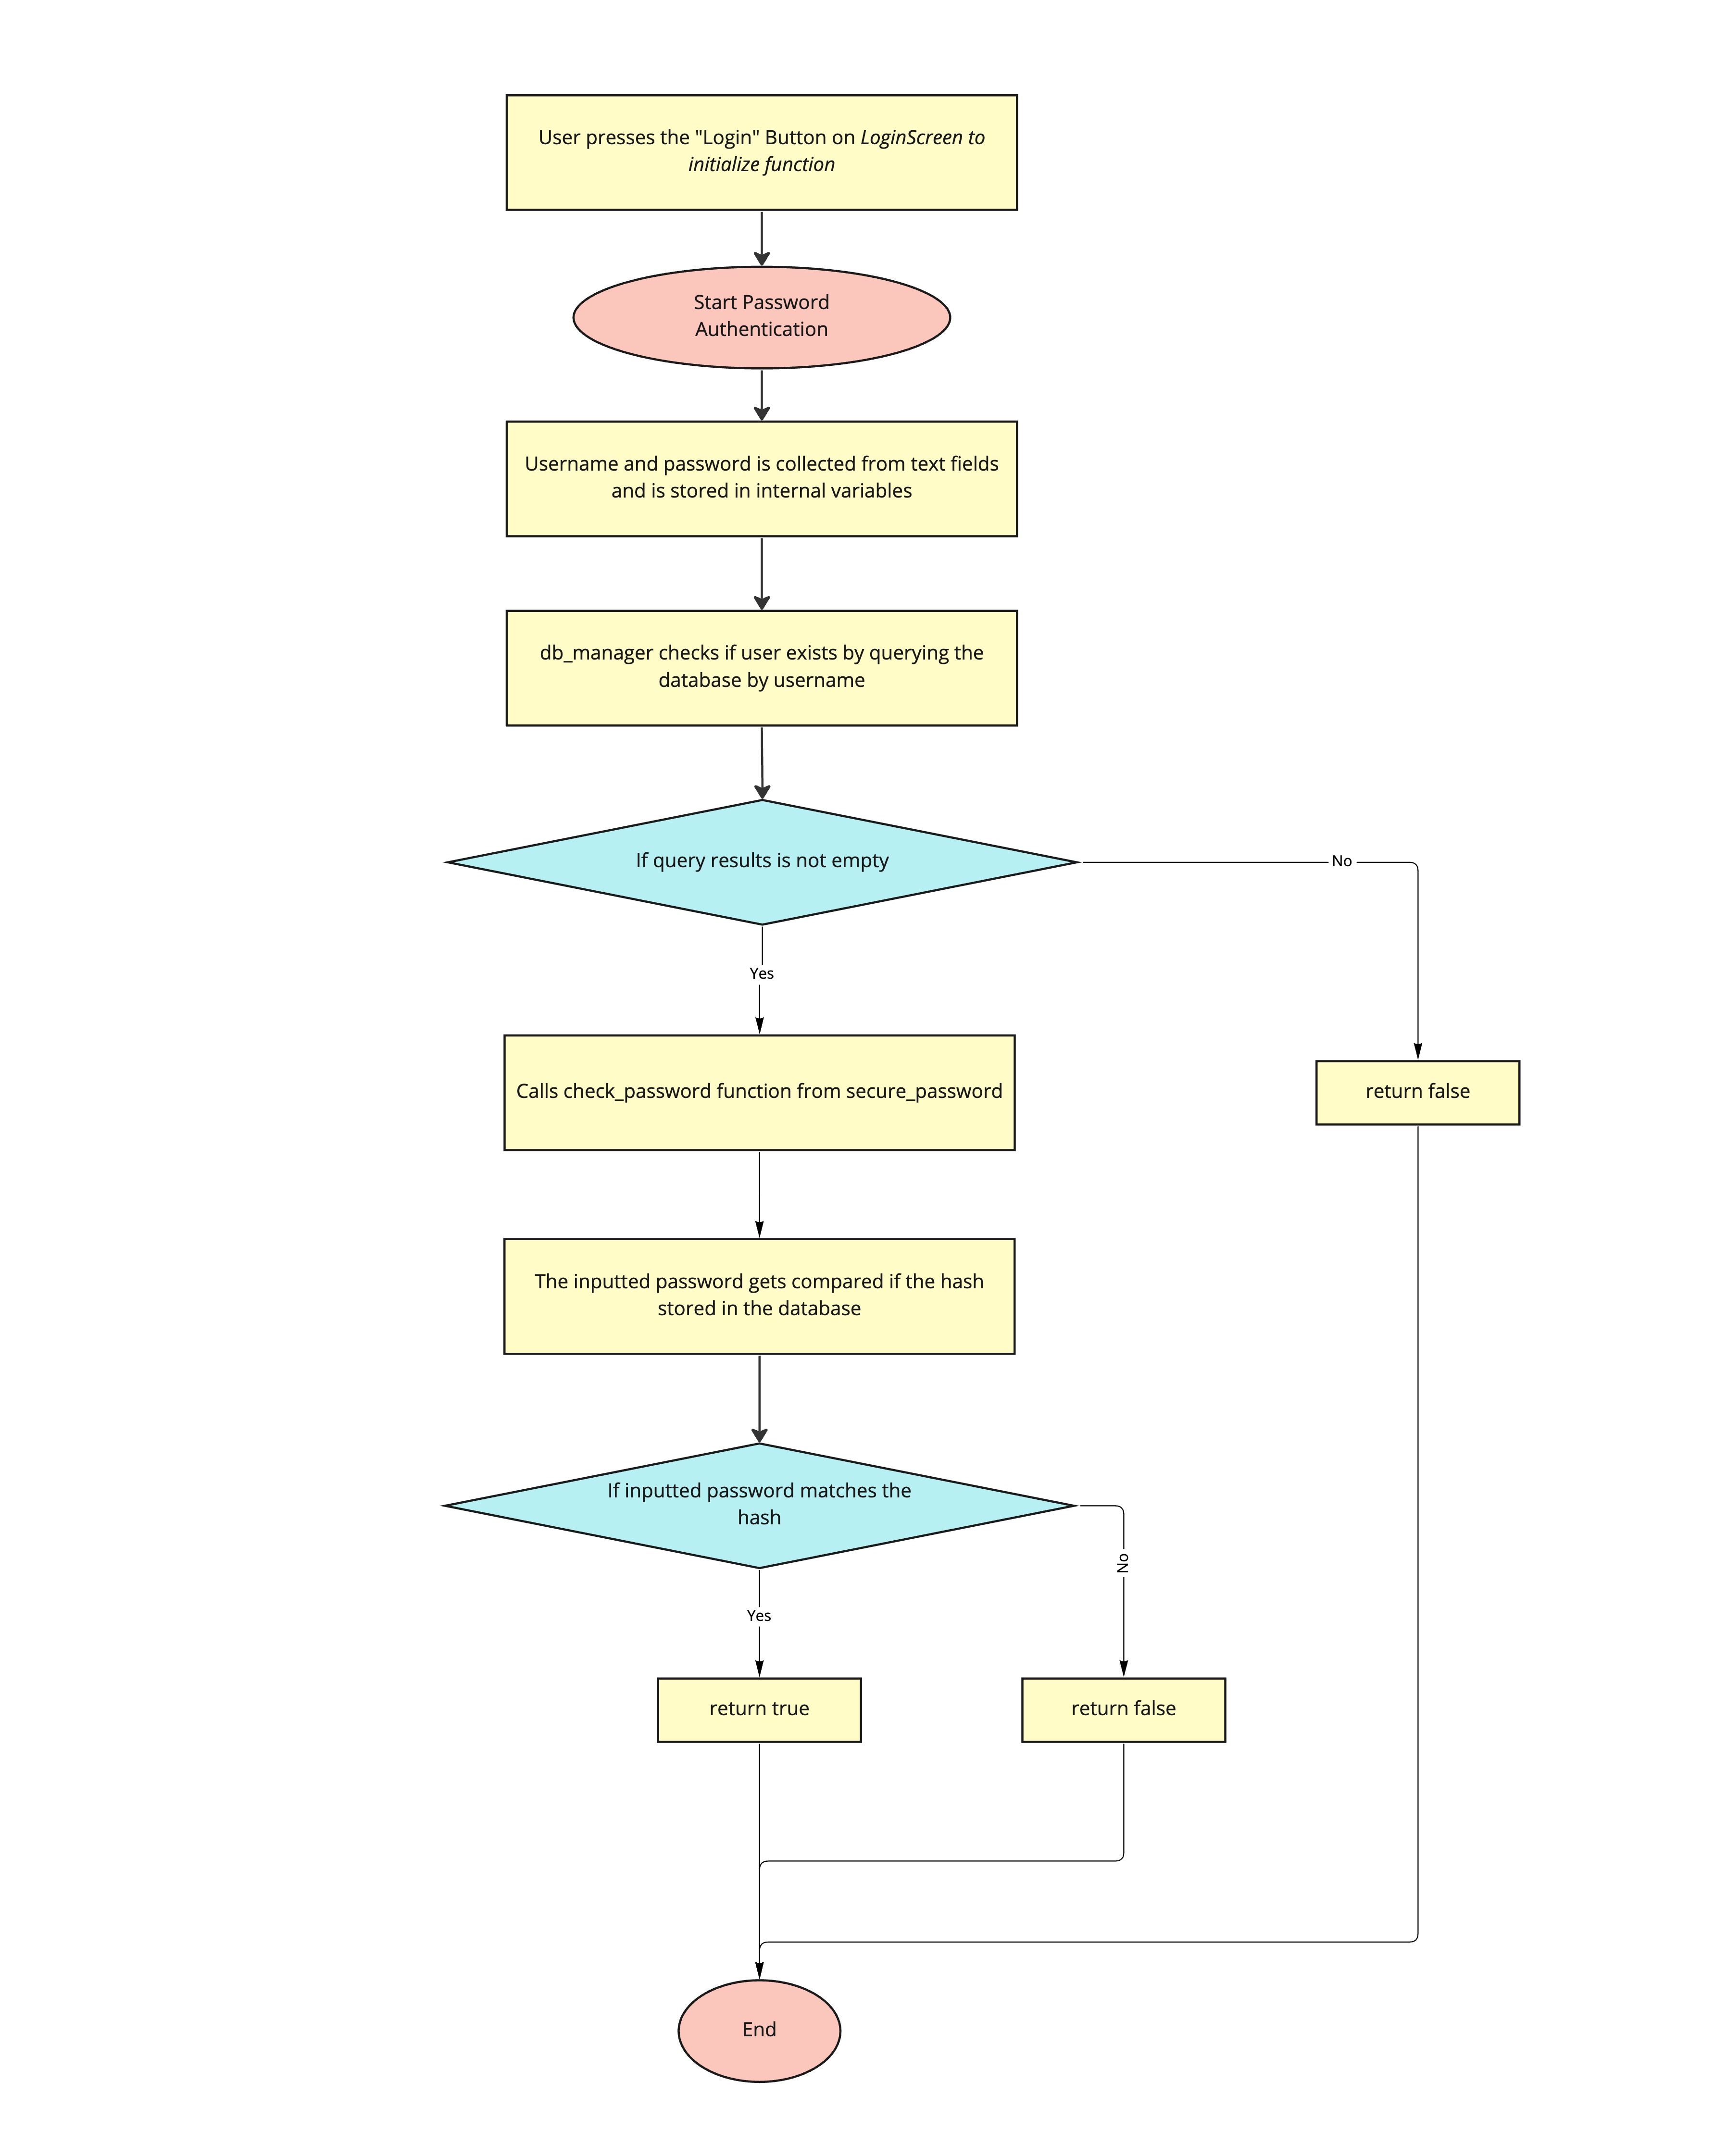 User presses the "Login" Button on LoginScreen to
initialize function
Start Password
Authentication
Username and password is collected from text fields
and is stored in internal variables
db_manager checks if user exists by querying the
database by username
If query results is not empty
No
Yes
Calls check_password function from secure_password
return false
The inputted password gets compared if the hash
stored in the database
If inputted password matches the
hash
No
Yes
return true
return false
End